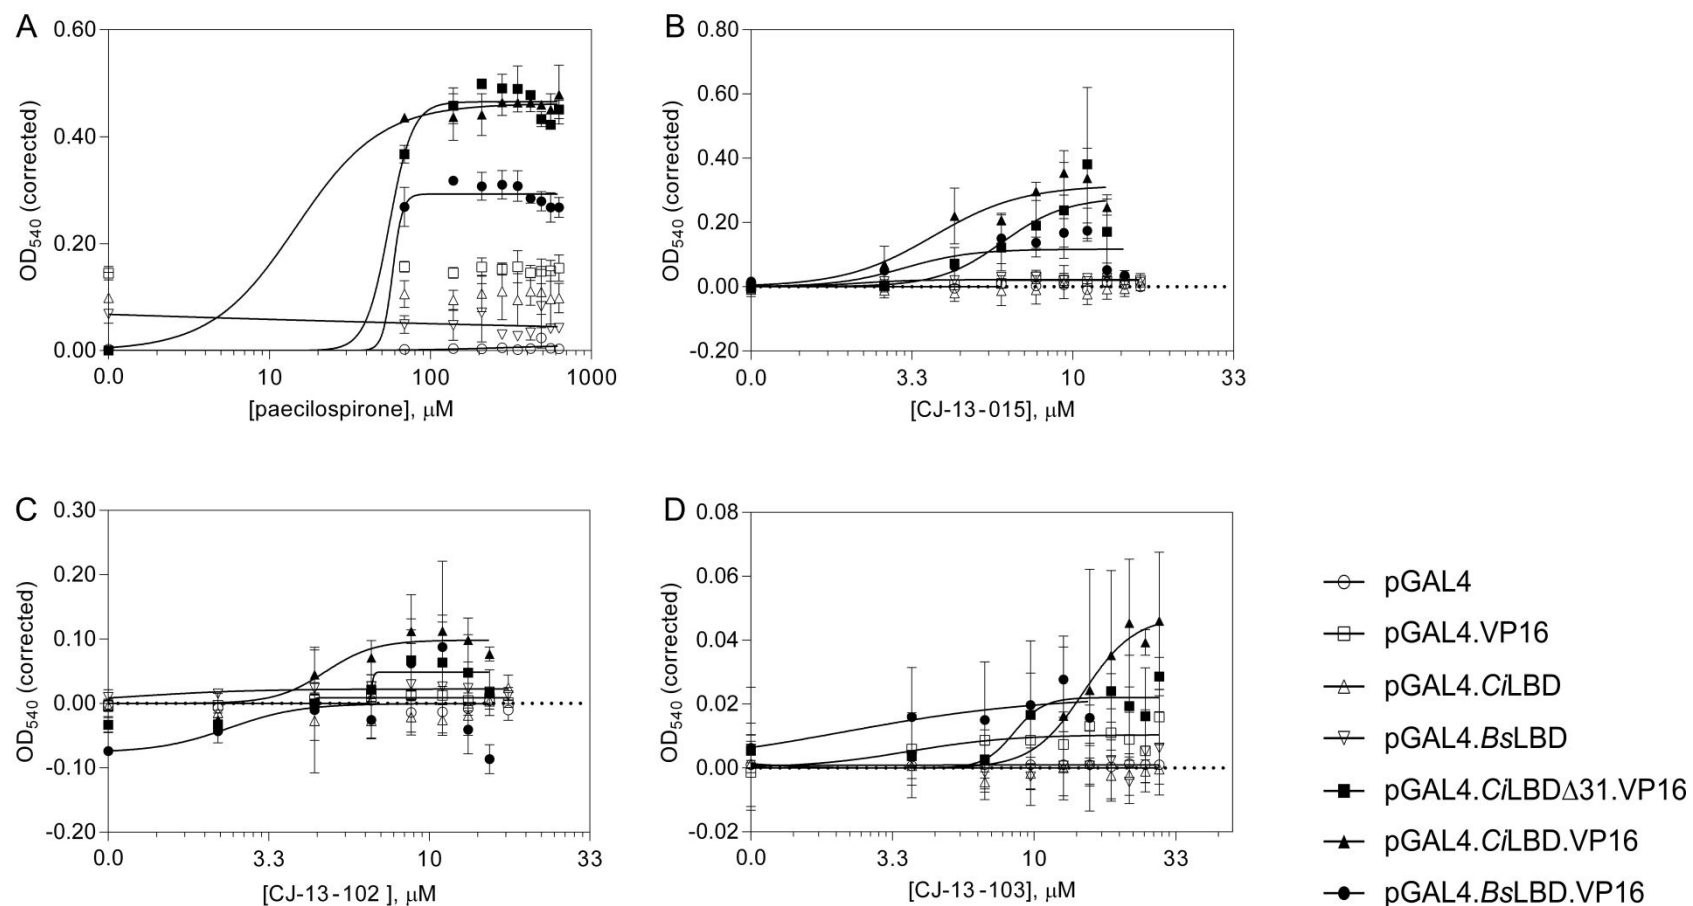 A
0.60
0.40
0.20
0.00
OD540 (corrected)
0.0 10 100 1000
[paecilospirone], μM
B
0.80
0.60
0.40
0.20
0.00
-0.20
OD540 (corrected)
0.0 3.3 10 33
[CJ-13-015], μM
C
0.30
0.20
0.10
0.00
-0.10
-0.20
OD540 (corrected)
0.0 3.3 10 33
[CJ-13-102 ], μM
D
0.08
0.06
0.04
0.02
0.00
-0.02
OD540 (corrected)
0.0 3.3 10 33
[CJ-13-103], μM
pGAL4
pGAL4.VP16
pGAL4.CiLBD
pGAL4.BsLBD
pGAL4.CiLBDΔ31.VP16
pGAL4.CiLBD.VP16
pGAL4.BsLBD.VP16